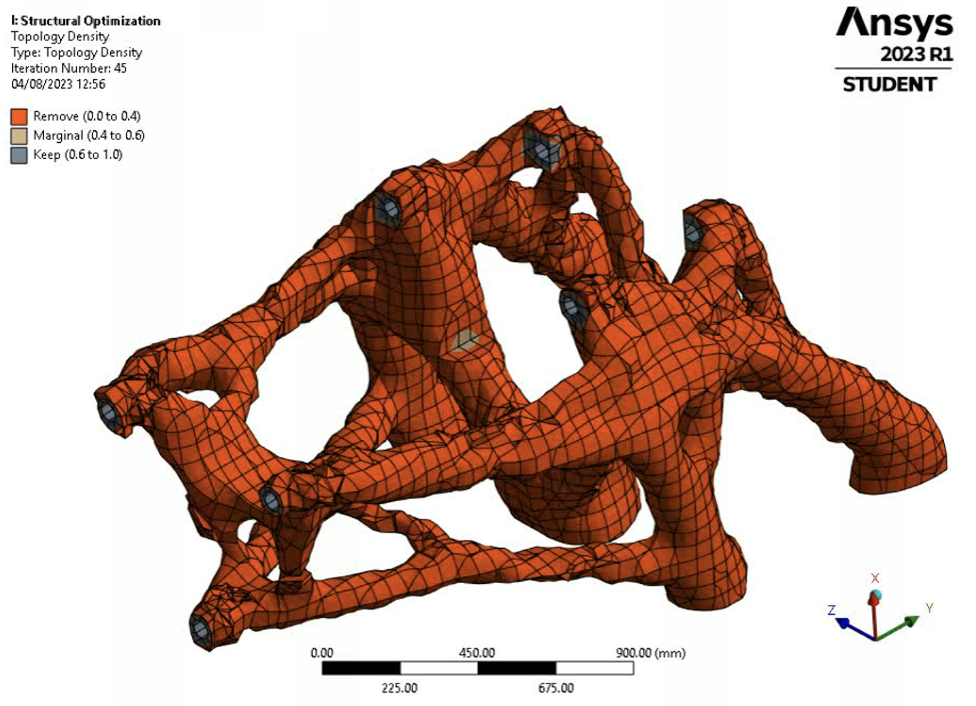 I: Structural Optimization
Topology Density
Type: Topology Density
Iteration Number: 45
04/08/2023 12:56
Remove (0.0 to 0.4)
Marginal (0.4 to 0.6)
Keep (0.6 to 1.0)
Ansys
2023 R1
STUDENT
X
Z
Y
0.00 450.00 900.00 (mm)
225.00 675.00